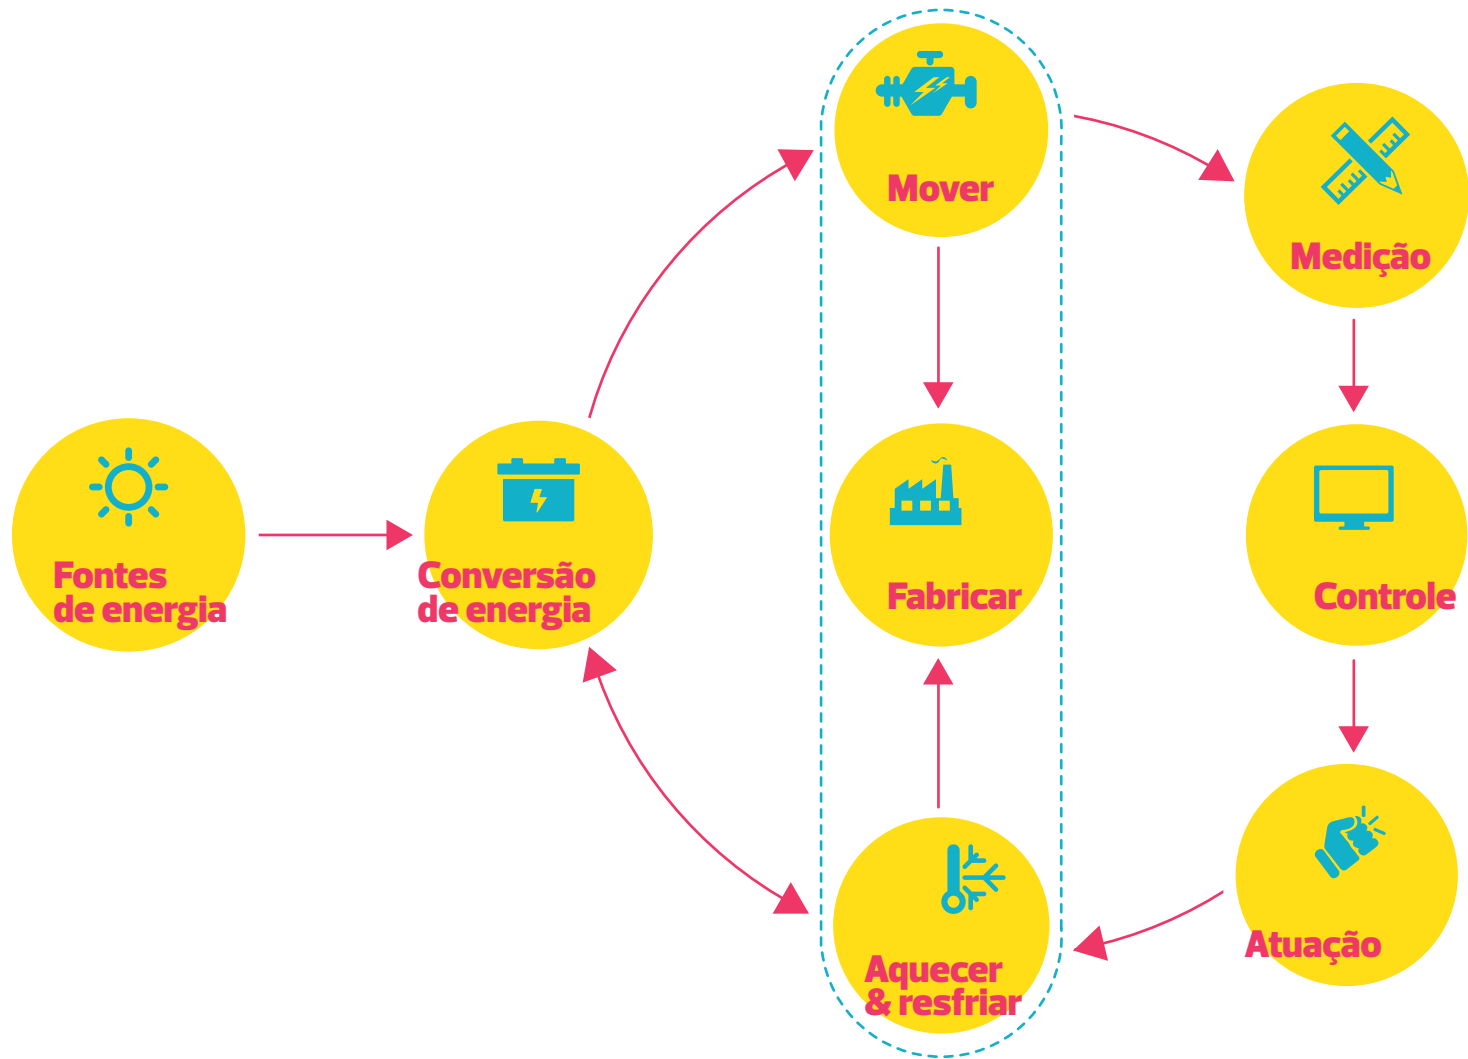 Mover
Medição
Fontes
de energia
Conversão
de energia
Fabricar
Controle
Aquecer
& resfriar
Atuação